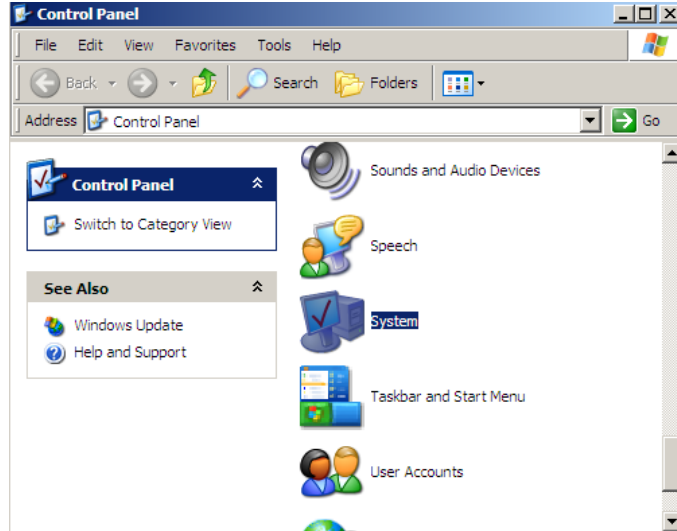 Control Panel
File Edit View Favorites Tools Help
Back Search Folders
Address Control Panel Go
Control Panel
Switch to Category View
See Also
Windows Update
Help and Support
Sounds and Audio Devices
Speech
System
Taskbar and Start Menu
User Accounts